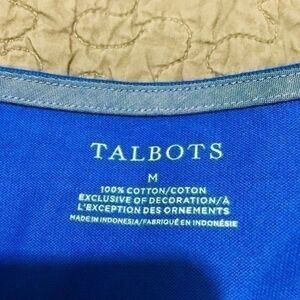 TALBOTS
M
100% COTTON/COTON
EXCLUSIVE OF DECORATION/À
L'EXCEPTION DES ORNEMENTS
MADE IN INDONESIA/FABRIQUÉ EN INDONÉSIE